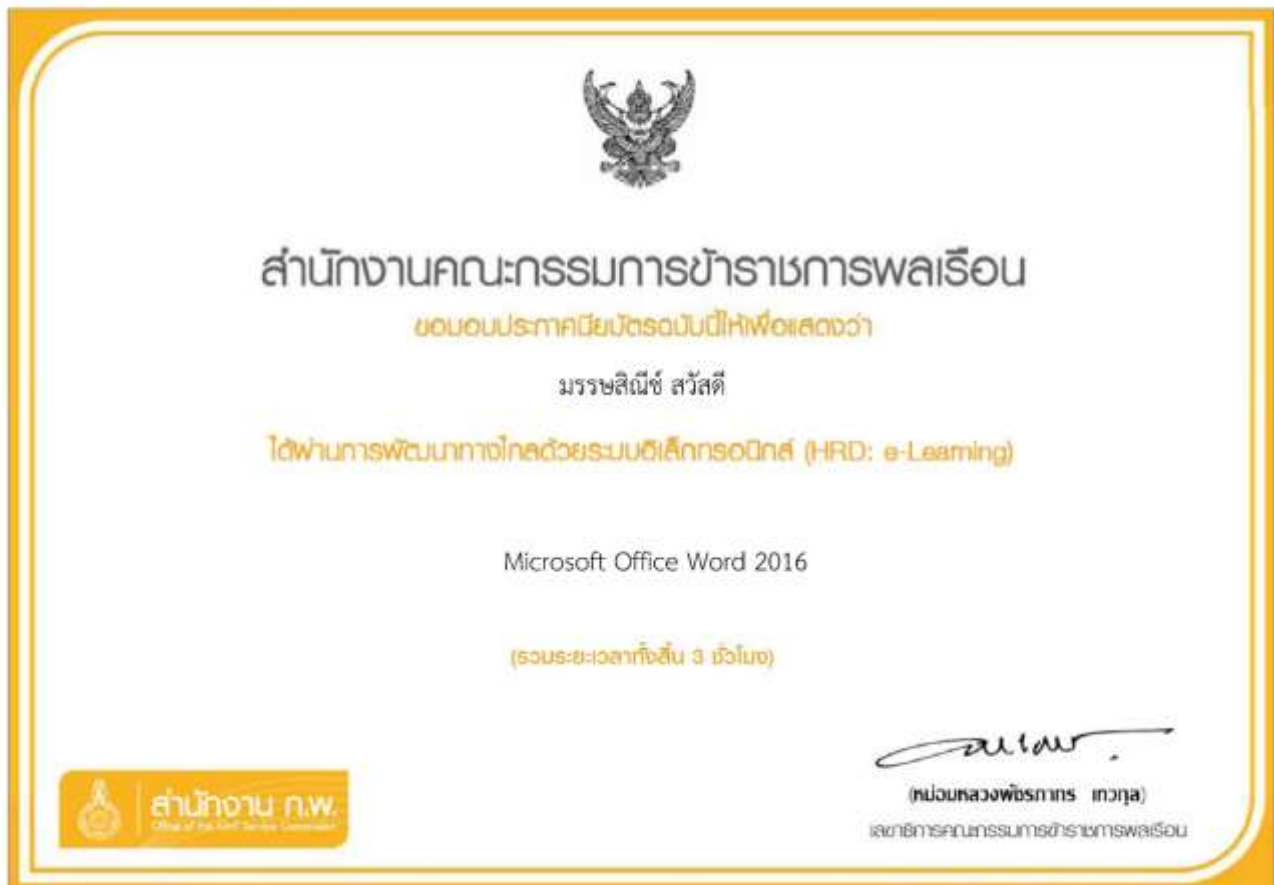 สำนักงานคณะกรรมการข้าราชการพลเรือน
ขอมอบประกาศนียบัตรฉบับนี้ให้เพื่อแสดงว่า
มรรษสิณีช์ สวัสดี
ได้ผ่านการพัฒนาทางไกลด้วยระบบอิเล็กทรอนิกส์ (HRD: e-Learning)
Microsoft Office Word 2016
(รวมระยะเวลาทั้งสิ้น 3 ชั่วโมง)
(หม่อมหลวงพัชรภากร เทวกุล)
เลขาธิการคณะกรรมการข้าราชการพลเรือน
สำนักงาน ก.พ.
Office of the Civil Service Commission